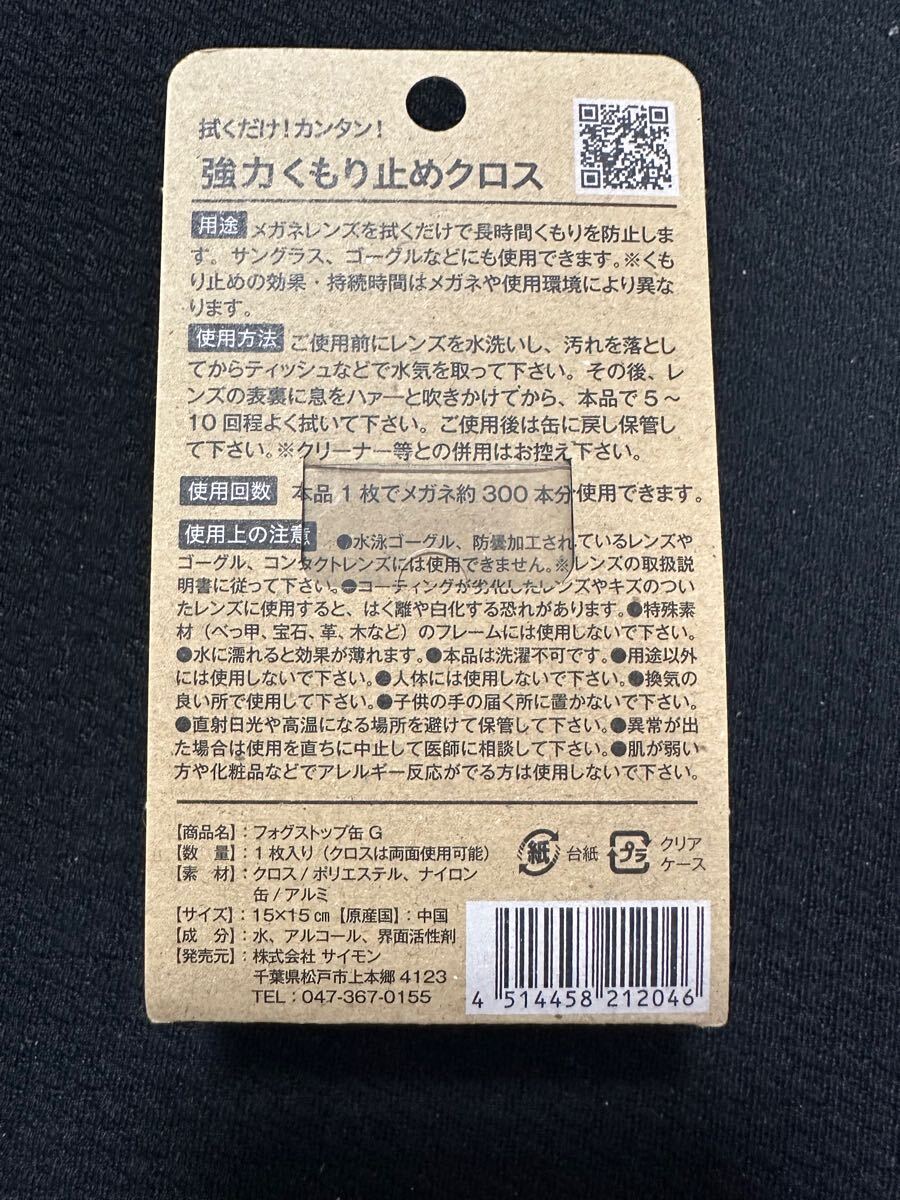 拭くだけ！カンタン！
強力くもり止めクロス
用途 メガネレンズを拭くだけで長時間くもりを防止しま
す。サングラス、ゴーグルなどにも使用できます。※くも
り止めの効果・持続時間はメガネや使用環境により異な
ります。
使用方法 ご使用前にレンズを水洗いし、汚れを落とし
てからティッシュなどで水気を取って下さい。その後、レ
ンズの表裏に息をハァーと吹きかけてから、本品で5～
10回程よく拭いて下さい。ご使用後は缶に戻し保管し
て下さい。※クリーナー等との併用はお控え下さい。
使用回数 本品1枚でメガネ約300本分使用できます。
使用上の注意 ●水泳ゴーグル、防曇加工されているレンズや
ゴーグル、コンタクトレンズには使用できません。※レンズの取扱説
明書に従って下さい。●コーティングが劣化したレンズやキズのつい
たレンズに使用すると、はく離や白化する恐れがあります。●特殊素
材（べっ甲、宝石、革、木など）のフレームには使用しないで下さい。
●水に濡れると効果が薄れます。●本品は洗濯不可です。●用途以外
には使用しないで下さい。●人体には使用しないで下さい。●換気の
良い所で使用して下さい。●子供の手の届く所に置かないで下さい。
●直射日光や高温になる場所を避けて保管して下さい。●異常が出
た場合は使用を直ちに中止して医師に相談して下さい。●肌が弱い
方や化粧品などでアレルギー反応がでる方は使用しないで下さい。
【商品名】：フォグストップ缶 G
【数 量】：1枚入り（クロスは両面使用可能）
【素 材】：クロス/ポリエステル、ナイロン
缶/アルミ
【サイズ】：15×15㎝【原産国】：中国
【成 分】：水、アルコール、界面活性剤
【発売元】：株式会社 サイモン
千葉県松戸市上本郷 4123
TEL：047-367-0155
紙 台紙
プラ クリア
ケース
4 514458 212046